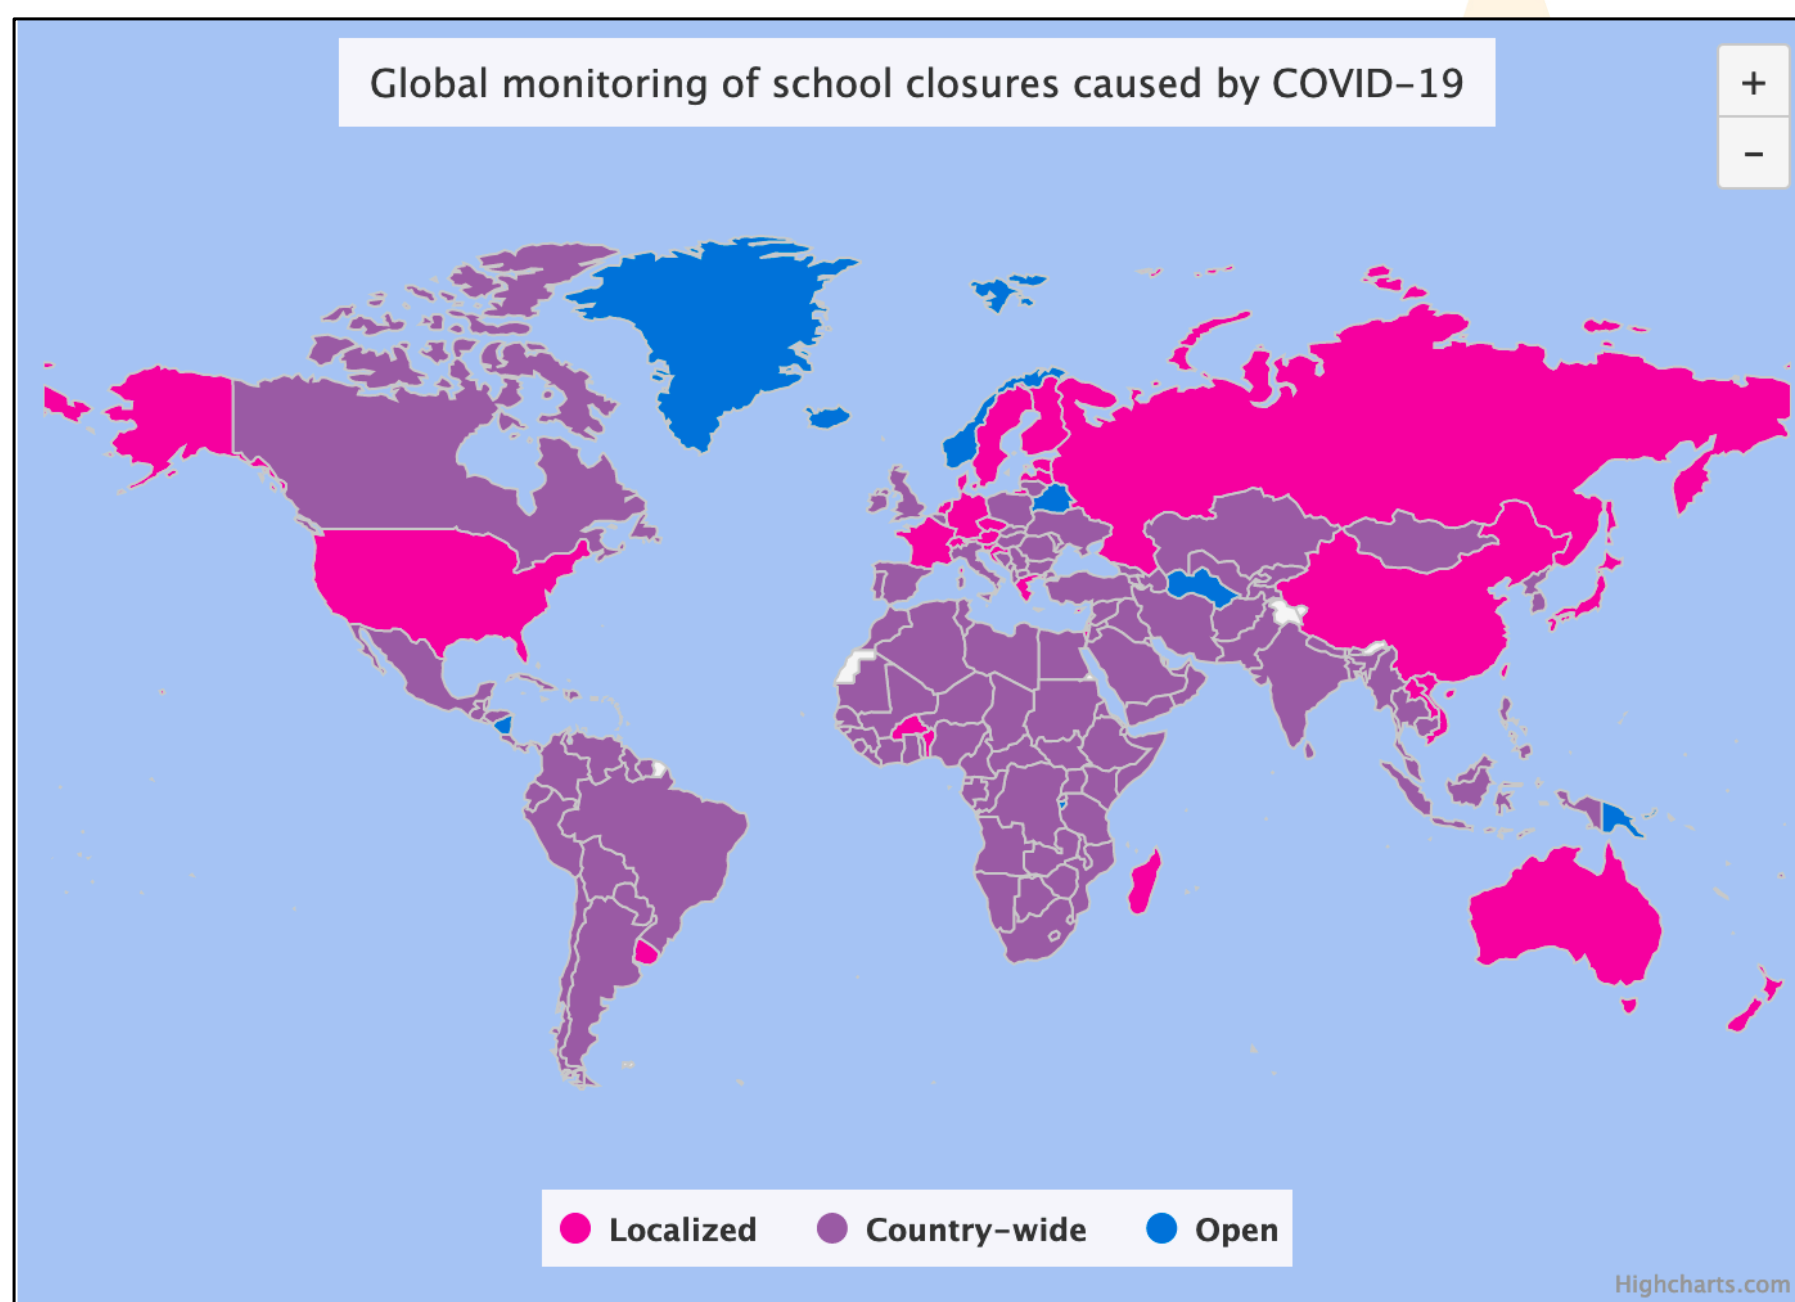 Global monitoring of school closures caused by COVID-19
+
−
Localized Country-wide Open
Highcharts.com